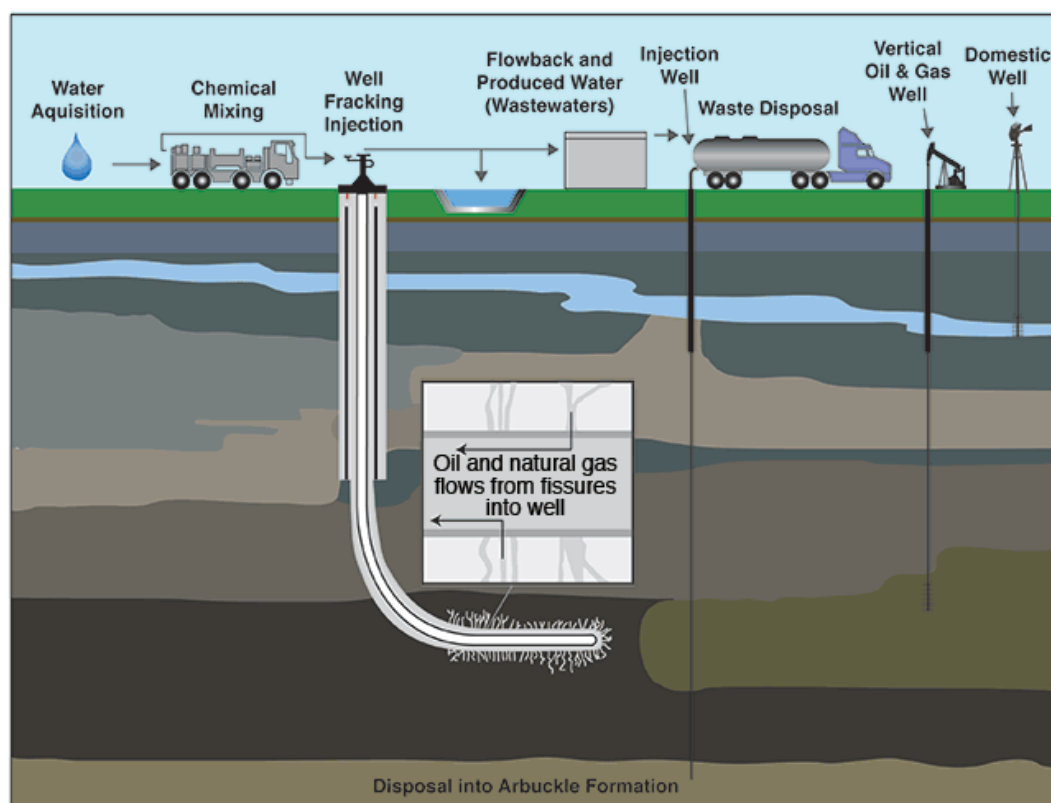 Water
Aquisition
Chemical
Mixing
Well
Fracking
Injection
Flowback and
Produced Water
(Wastewaters)
Injection
Well
Waste Disposal
Vertical
Oil & Gas
Well
Domestic
Well
Oil and natural gas
flows from fissures
into well
Disposal into Arbuckle Formation